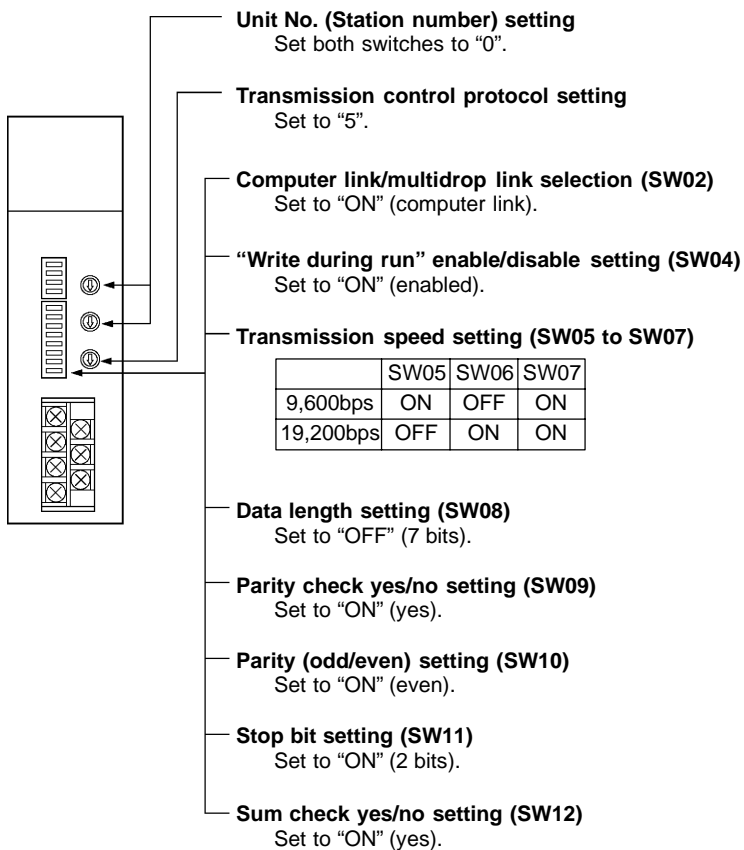 Unit No. (Station number) setting
Set both switches to “0”.
Transmission control protocol setting
Set to “5”.
Computer link/multidrop link selection (SW02)
Set to “ON” (computer link).
“Write during run” enable/disable setting (SW04)
Set to “ON” (enabled).
Transmission speed setting (SW05 to SW07)
SW05 SW06 SW07
9,600bps ON OFF ON
19,200bps OFF ON ON
Data length setting (SW08)
Set to “OFF” (7 bits).
Parity check yes/no setting (SW09)
Set to “ON” (yes).
Parity (odd/even) setting (SW10)
Set to “ON” (even).
Stop bit setting (SW11)
Set to “ON” (2 bits).
Sum check yes/no setting (SW12)
Set to “ON” (yes).